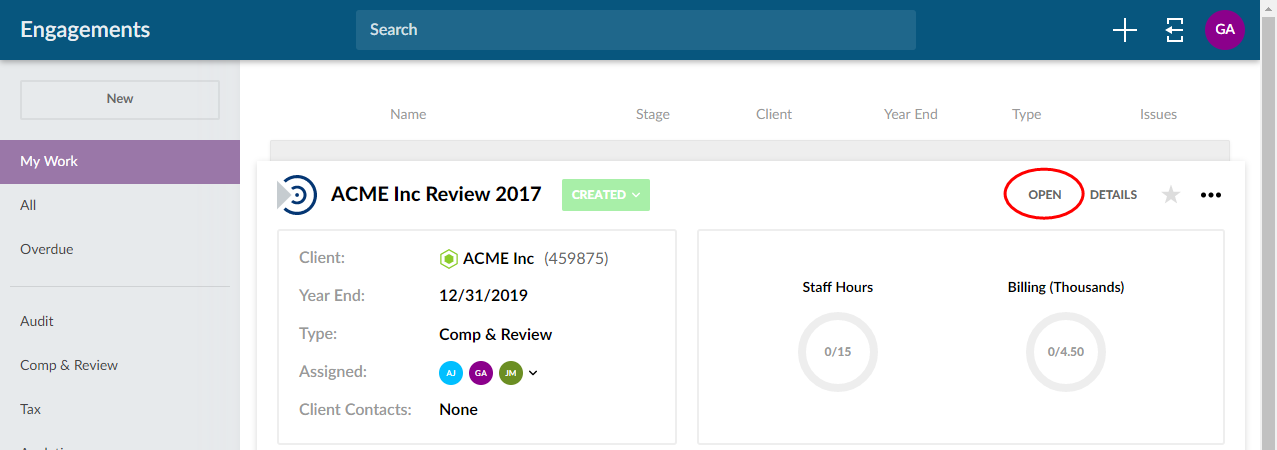 Engagements
Search
GA
New
My Work
All
Overdue
Audit
Comp & Review
Tax
Name Stage Client Year End Type Issues
ACME Inc Review 2017 CREATED OPEN DETAILS
Client: ACME Inc (459875)
Year End: 12/31/2019
Type: Comp & Review
Assigned: AJ GA JM
Client Contacts: None
Staff Hours Billing (Thousands)
0/15 0/4.50